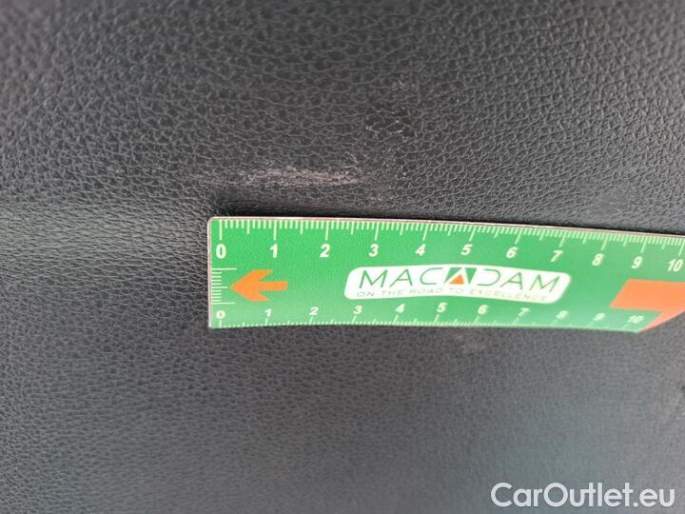 0 1 2 3 4 5 6 7 8 9 10
MACADAM
ON THE ROAD TO EXCELLENCE
0 1 2 3 4 5 6 7 8 9 10
CarOutlet.eu